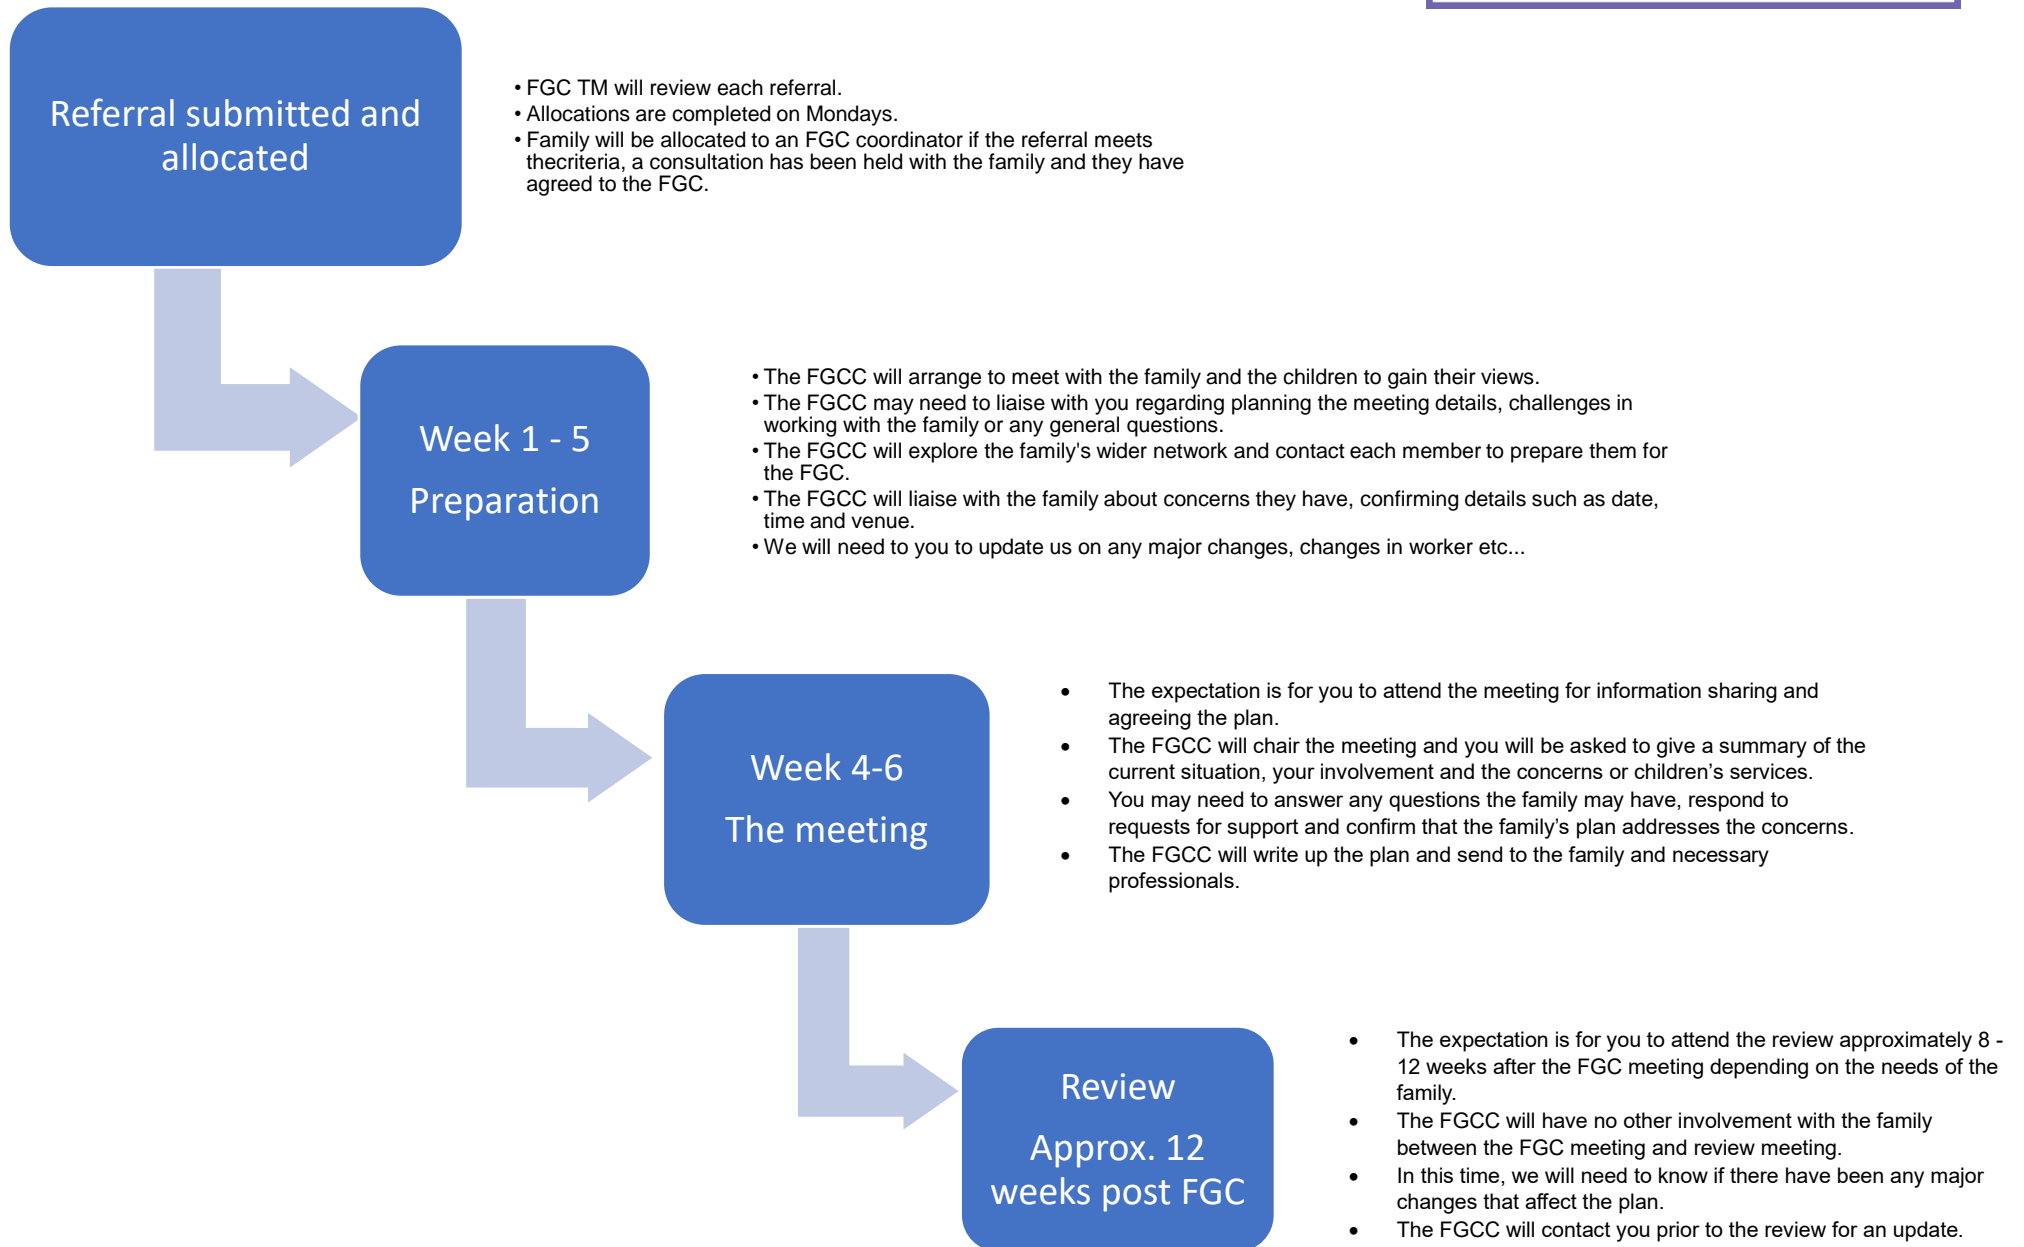 Referral submitted and
allocated
• FGC TM will review each referral.
• Allocations are completed on Mondays.
• Family will be allocated to an FGC coordinator if the referral meets
thecriteria, a consultation has been held with the family and they have
agreed to the FGC.
Week 1 - 5
Preparation
• The FGCC will arrange to meet with the family and the children to gain their views.
• The FGCC may need to liaise with you regarding planning the meeting details, challenges in
working with the family or any general questions.
• The FGCC will explore the family's wider network and contact each member to prepare them for
the FGC.
• The FGCC will liaise with the family about concerns they have, confirming details such as date,
time and venue.
• We will need to you to update us on any major changes, changes in worker etc...
Week 4-6
The meeting
• The expectation is for you to attend the meeting for information sharing and
agreeing the plan.
• The FGCC will chair the meeting and you will be asked to give a summary of the
current situation, your involvement and the concerns or children’s services.
• You may need to answer any questions the family may have, respond to
requests for support and confirm that the family’s plan addresses the concerns.
• The FGCC will write up the plan and send to the family and necessary
professionals.
Review
Approx. 12
weeks post FGC
• The expectation is for you to attend the review approximately 8 -
12 weeks after the FGC meeting depending on the needs of the
family.
• The FGCC will have no other involvement with the family
between the FGC meeting and review meeting.
• In this time, we will need to know if there have been any major
changes that affect the plan.
• The FGCC will contact you prior to the review for an update.